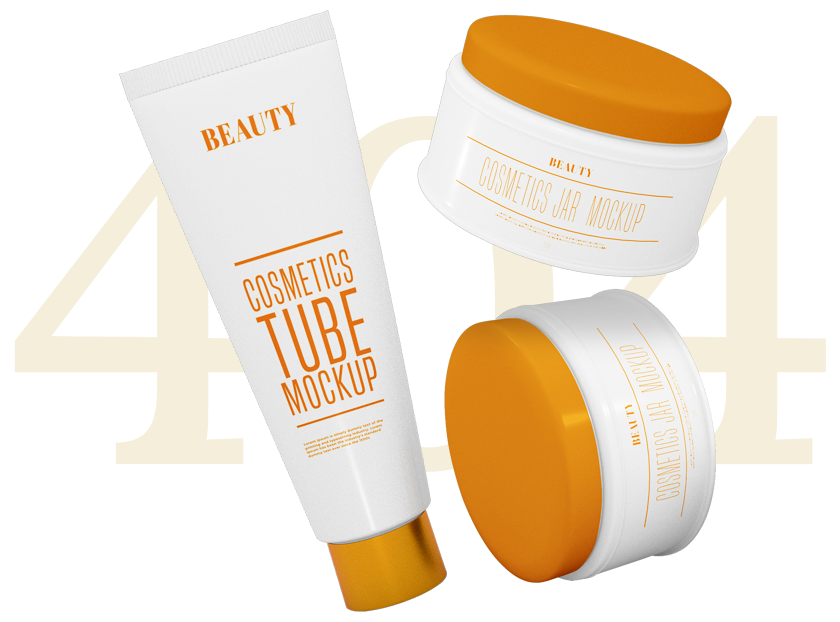 404
BEAUTY
COSMETICS
TUBE
MOCKUP
BEAUTY
COSMETICS JAR MOCKUP
BEAUTY
COSMETICS JAR MOCKUP